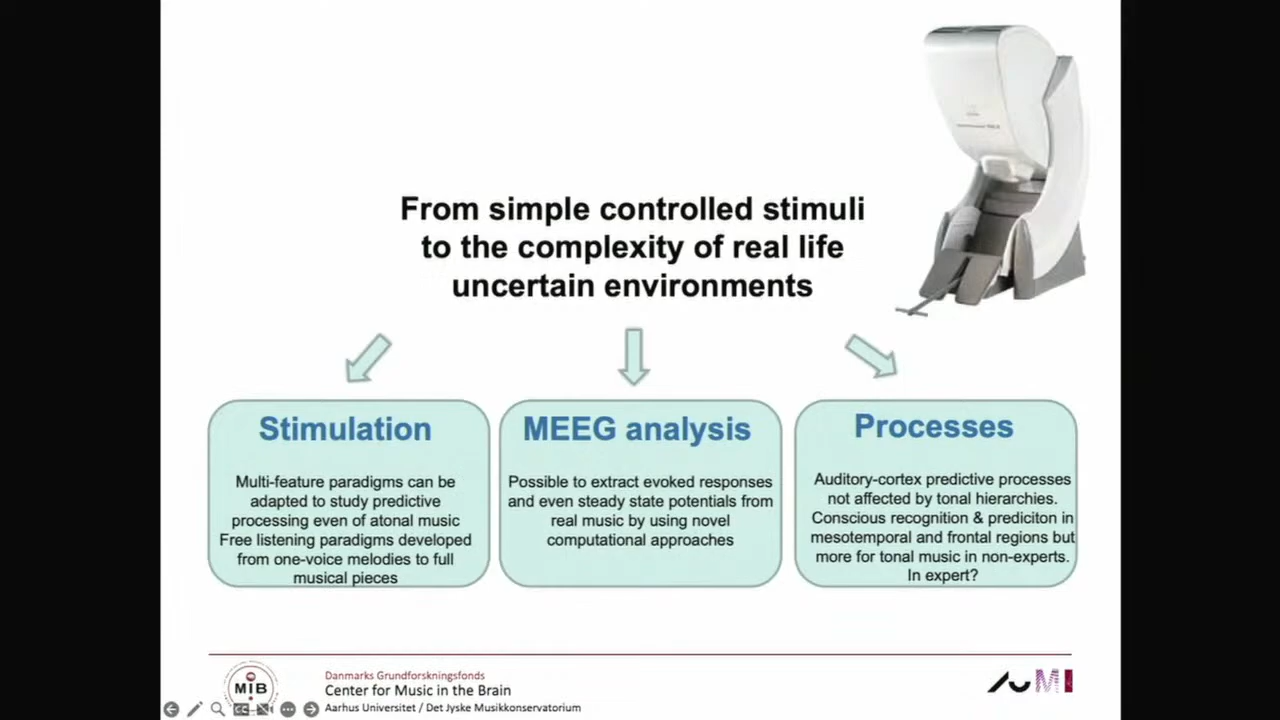 From simple controlled stimuli
to the complexity of real life
uncertain environments
Stimulation
Multi-feature paradigms can be
adapted to study predictive
processing even of atonal music
Free listening paradigms developed
from one-voice melodies to full
musical pieces
MEEG analysis
Possible to extract evoked responses
and even steady state potentials from
real music by using novel
computational approaches
Processes
Auditory-cortex predictive processes
not affected by tonal hierarchies.
Conscious recognition & prediciton in
mesotemporal and frontal regions but
more for tonal music in non-experts.
In expert?
MIB
Danmarks Grundforskningsfonds
Center for Music in the Brain
Aarhus Universitet / Det Jyske Musikkonservatorium
MI